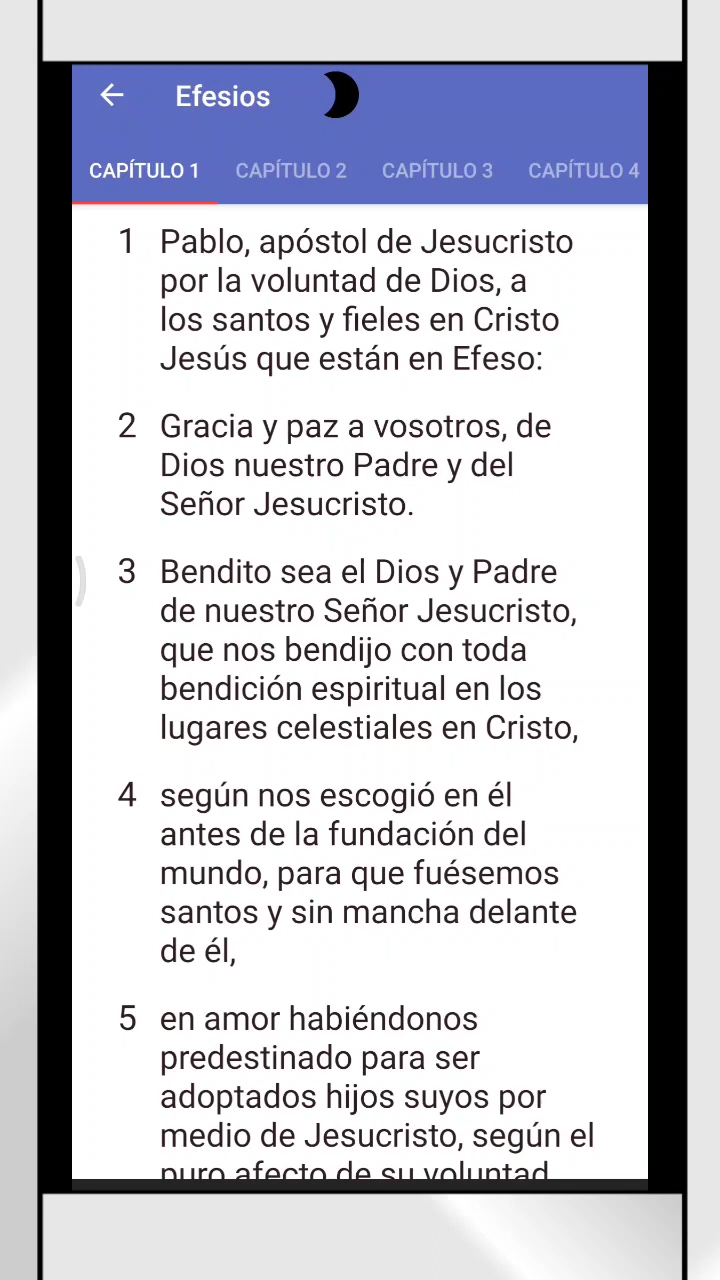 Efesios
CAPÍTULO 1 CAPÍTULO 2 CAPÍTULO 3 CAPÍTULO 4
1 Pablo, apóstol de Jesucristo
por la voluntad de Dios, a
los santos y fieles en Cristo
Jesús que están en Efeso:
2 Gracia y paz a vosotros, de
Dios nuestro Padre y del
Señor Jesucristo.
3 Bendito sea el Dios y Padre
de nuestro Señor Jesucristo,
que nos bendijo con toda
bendición espiritual en los
lugares celestiales en Cristo,
4 según nos escogió en él
antes de la fundación del
mundo, para que fuésemos
santos y sin mancha delante
de él,
5 en amor habiéndonos
predestinado para ser
adoptados hijos suyos por
medio de Jesucristo, según el
puro afecto de su voluntad